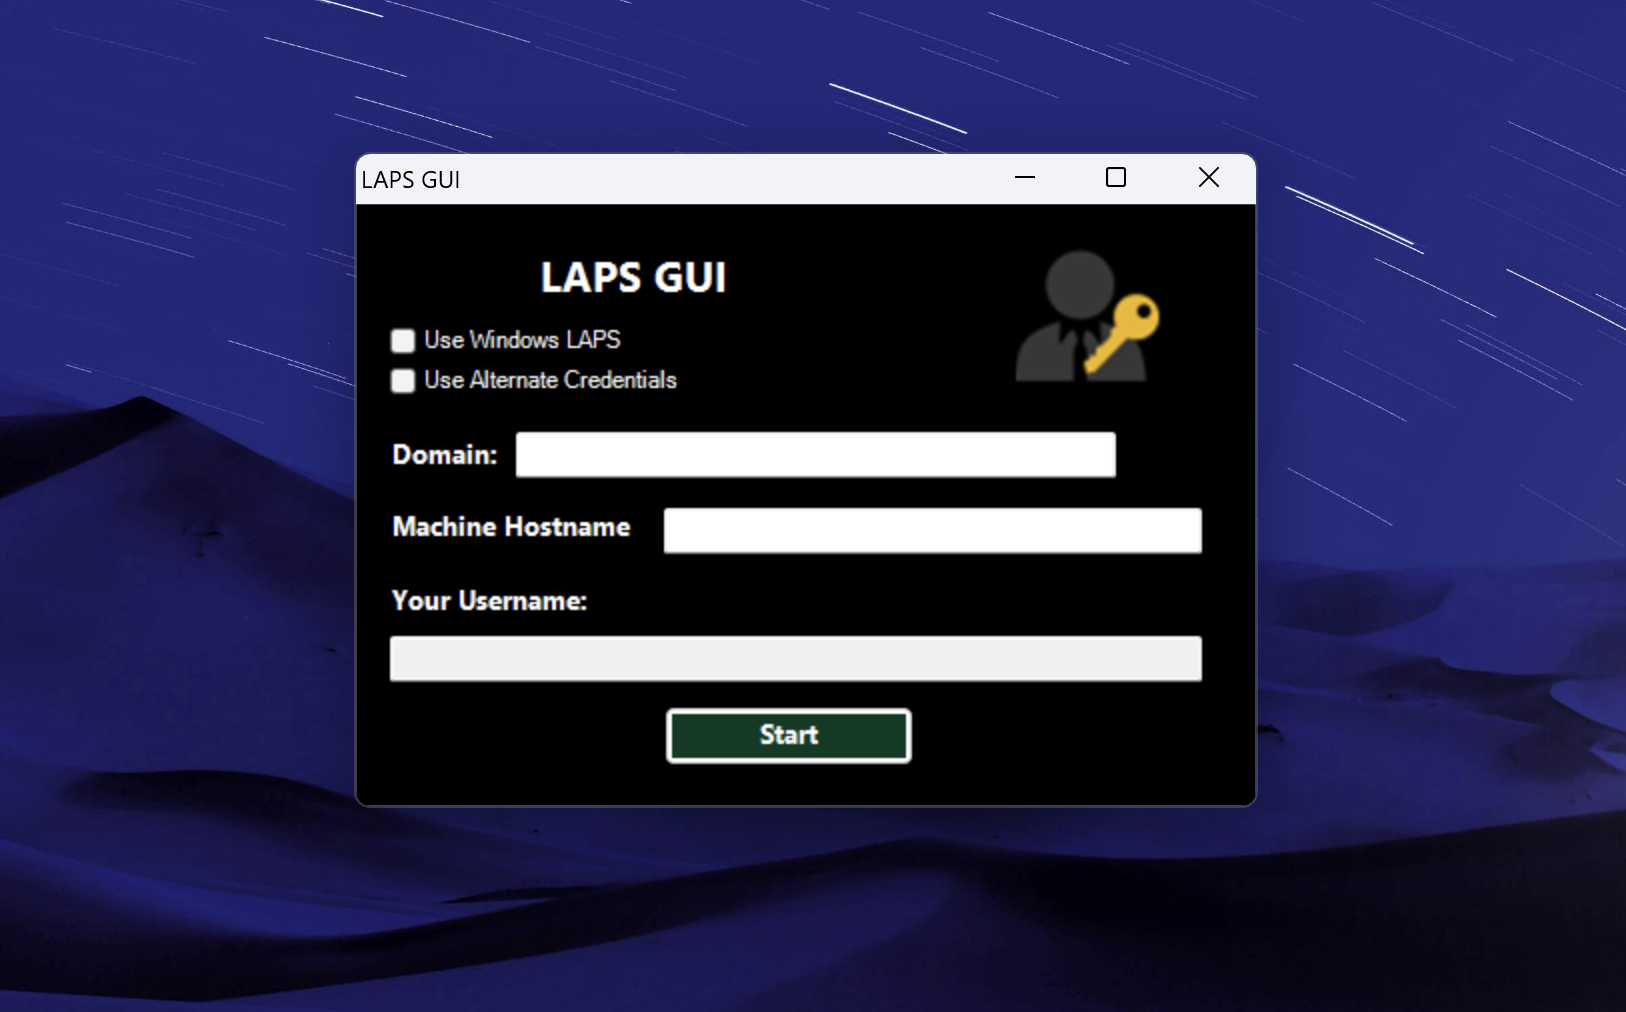 LAPS GUI
LAPS GUI
Use Windows LAPS
Use Alternate Credentials
Domain:
Machine Hostname
Your Username:
Start